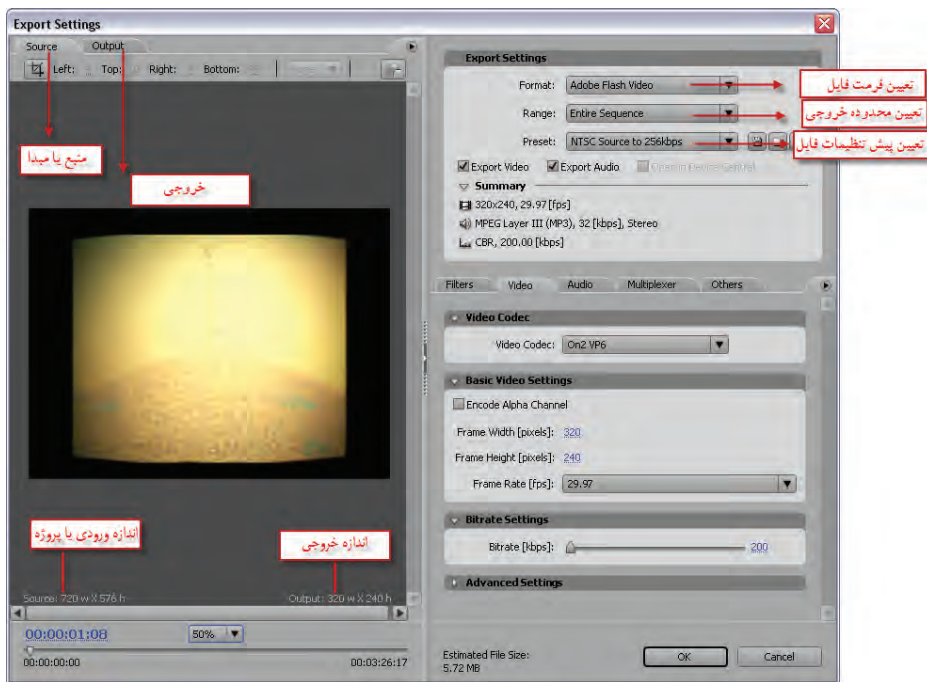 Export Settings
Source
Output
Left:
Top:
Right:
Bottom:
منبع یا مبدا
خروجی
اندازه ورودی یا پروژه
اندازه خروجی
Source: 720 w X 576 h
Output: 320 w X 240 h
00:00:01:08
50%
00:00:00:00
00:03:26:17
Export Settings
Format:
Adobe Flash Video
تعیین فرمت فایل
Range:
Entire Sequence
تعیین محدوده خروجی
Preset:
NTSC Source to 256kbps
تعیین پیش تنظیمات فایل
Export Video
Export Audio
Summary
320x240, 29.97 [fps]
MPEG Layer III (MP3), 32 [kbps], Stereo
CBR, 200.00 [kbps]
Filters
Video
Audio
Multiplexer
Others
Video Codec
Video Codec:
On2 VP6
Basic Video Settings
Encode Alpha Channel
Frame Width [pixels]:
320
Frame Height [pixels]:
240
Frame Rate [fps]:
29.97
Bitrate Settings
Bitrate [kbps]:
200
Advanced Settings
Estimated File Size:
5.72 MB
OK
Cancel